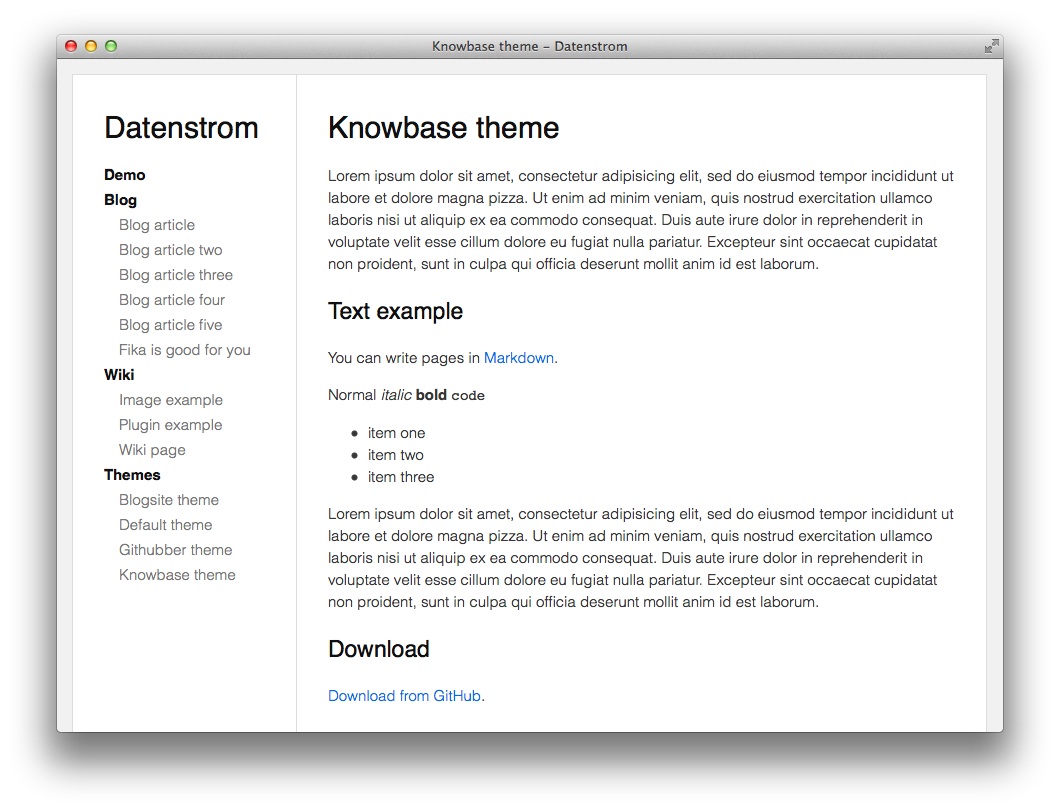 Knowbase theme – Datenstrom
Datenstrom
Demo
Blog
Blog article
Blog article two
Blog article three
Blog article four
Blog article five
Fika is good for you
Wiki
Image example
Plugin example
Wiki page
Themes
Blogsite theme
Default theme
Githubber theme
Knowbase theme
Knowbase theme
Lorem ipsum dolor sit amet, consectetur adipisicing elit, sed do eiusmod tempor incididunt ut
labore et dolore magna pizza. Ut enim ad minim veniam, quis nostrud exercitation ullamco
laboris nisi ut aliquip ex ea commodo consequat. Duis aute irure dolor in reprehenderit in
voluptate velit esse cillum dolore eu fugiat nulla pariatur. Excepteur sint occaecat cupidatat
non proident, sunt in culpa qui officia deserunt mollit anim id est laborum.
Text example
You can write pages in Markdown.
Normal italic bold code
• item one
• item two
• item three
Lorem ipsum dolor sit amet, consectetur adipisicing elit, sed do eiusmod tempor incididunt ut
labore et dolore magna pizza. Ut enim ad minim veniam, quis nostrud exercitation ullamco
laboris nisi ut aliquip ex ea commodo consequat. Duis aute irure dolor in reprehenderit in
voluptate velit esse cillum dolore eu fugiat nulla pariatur. Excepteur sint occaecat cupidatat
non proident, sunt in culpa qui officia deserunt mollit anim id est laborum.
Download
Download from GitHub.